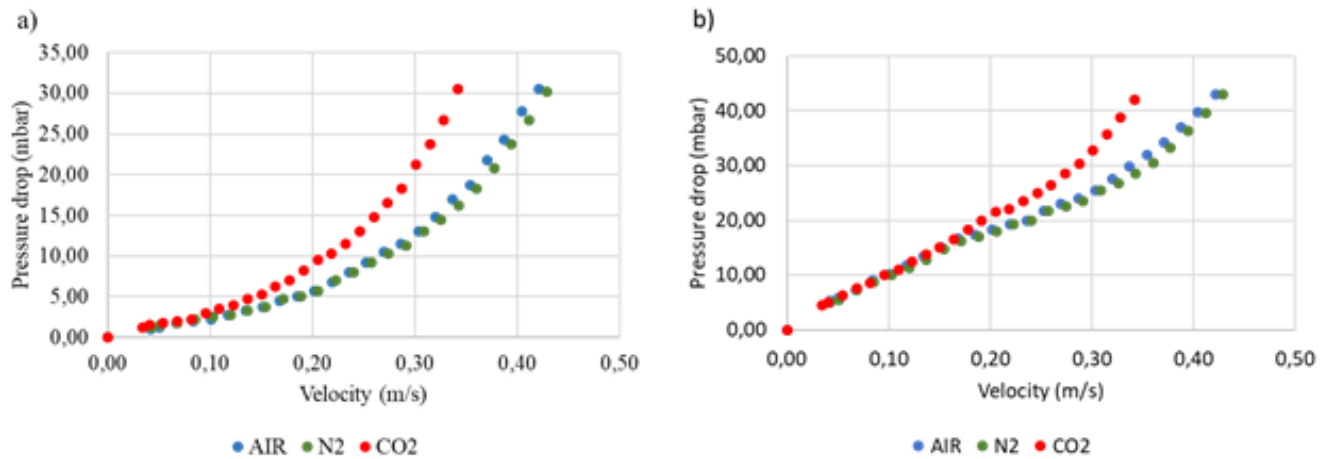 a)
Pressure drop (mbar)
35,00
30,00
25,00
20,00
15,00
10,00
5,00
0,00
0,00 0,10 0,20 0,30 0,40 0,50
Velocity (m/s)
AIR N2 CO2
b)
Pressure drop (mbar)
50,00
40,00
30,00
20,00
10,00
0,00
0,00 0,10 0,20 0,30 0,40 0,50
Velocity (m/s)
AIR N2 CO2